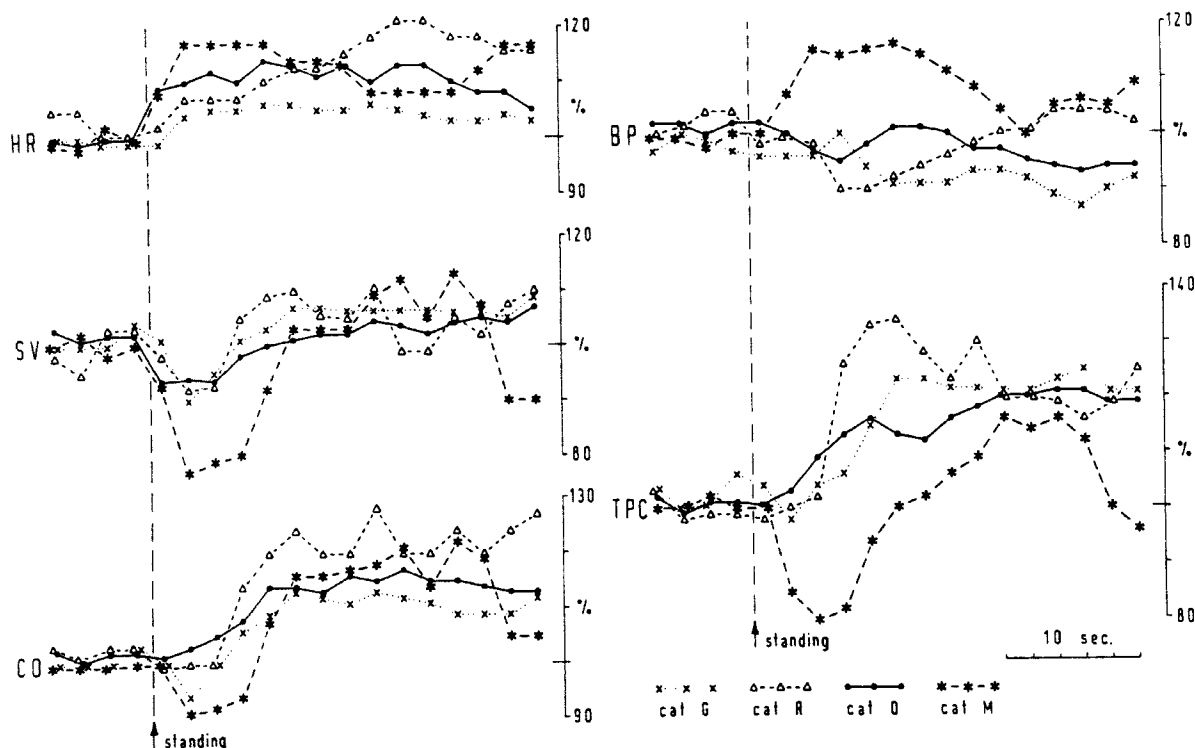 120
HR
%
90
120
SV
%
80
130
CO
%
90
standing
120
BP
%
80
140
TPC
%
80
standing
10 sec.
cat G cat R cat O cat M